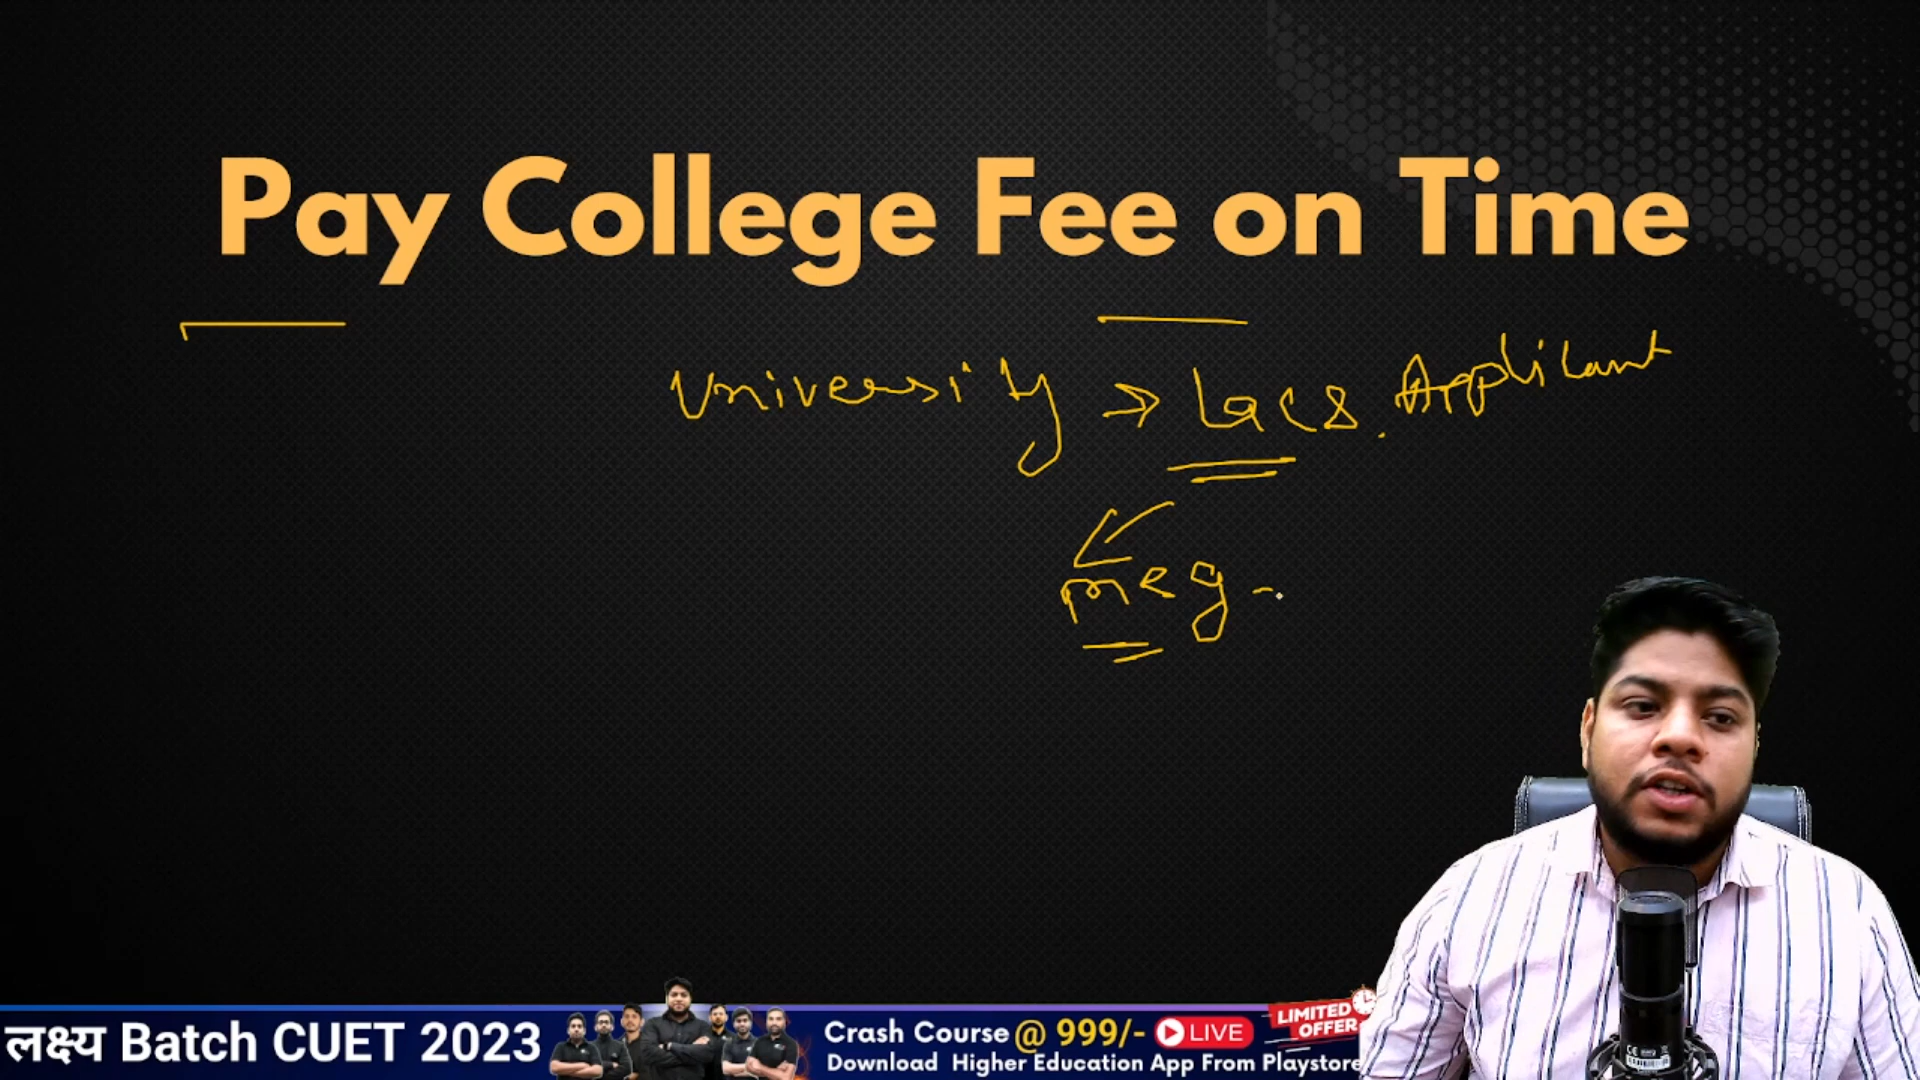 Pay College Fee on Time
University → Lacs. Applicant
meg -
लक्ष्य Batch CUET 2023
Crash Course @ 999/- LIVE
Download Higher Education App From Playstore
LIMITED
OFFER